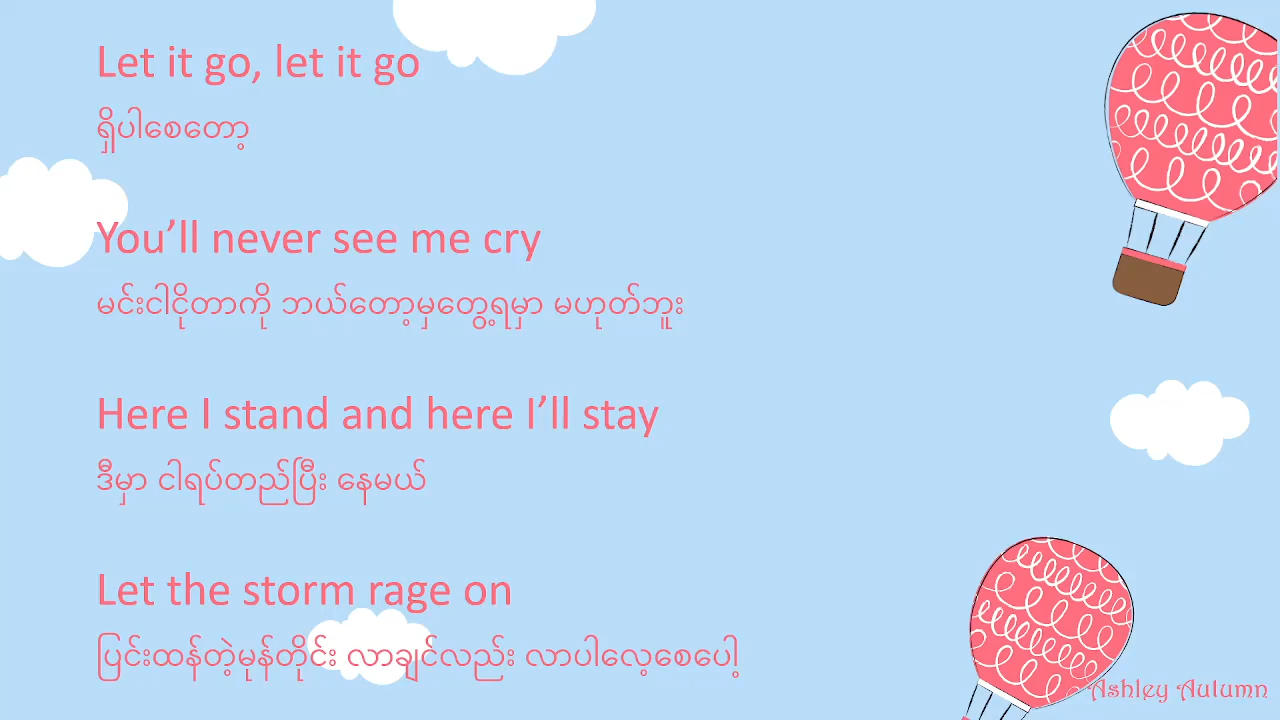 Let it go, let it go
ရှိပါစေတော့
You’ll never see me cry
မင်းငါငိုတာကို ဘယ်တော့မှတွေ့ရမှာ မဟုတ်ဘူး
Here I stand and here I’ll stay
ဒီမှာ ငါရပ်တည်ပြီး နေမယ်
Let the storm rage on
ပြင်းထန်တဲ့မုန်တိုင်း လာချင်လည်း လာပါလေ့စေပေါ့
Ashley Autumn